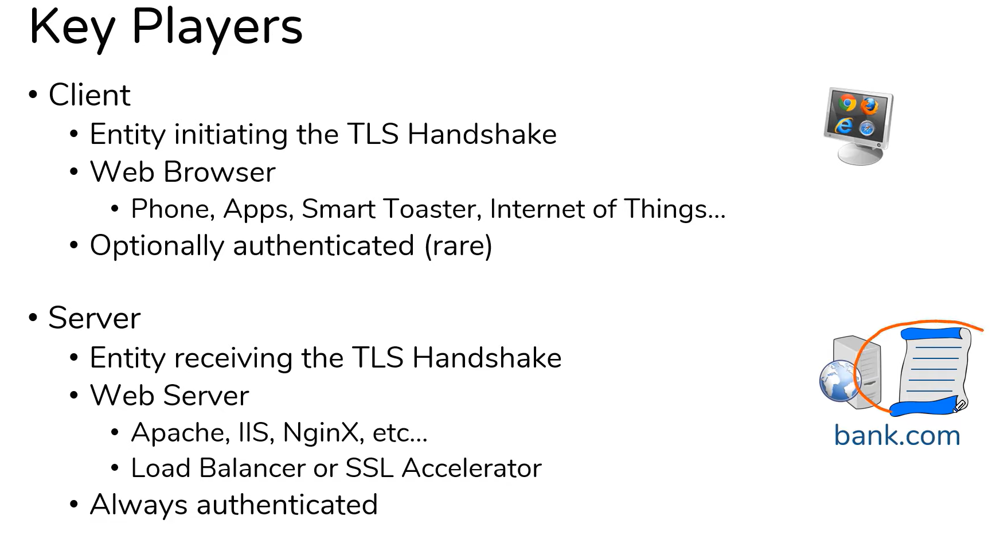 Key Players
• Client
• Entity initiating the TLS Handshake
• Web Browser
• Phone, Apps, Smart Toaster, Internet of Things...
• Optionally authenticated (rare)
• Server
• Entity receiving the TLS Handshake
• Web Server
• Apache, IIS, NginX, etc...
• Load Balancer or SSL Accelerator
• Always authenticated
bank.com